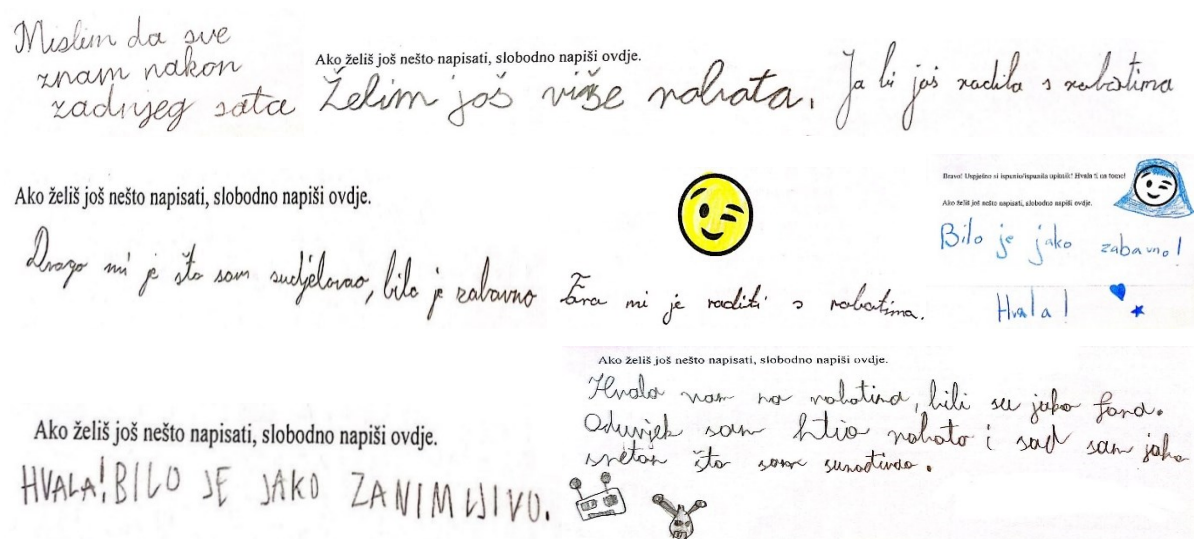 Mislim da sve
znam nakon
zadnjeg sata
Ako želiš još nešto napisati, slobodno napiši ovdje.
Želim još više robota.
Ja bi još radila s robotima
Ako želiš još nešto napisati, slobodno napiši ovdje.
Drago mi je što sam sudjelovao, bilo je zabavno
Fora mi je raditi s robotima.
Bravo! Uspješno si ispunio/ispunila upitnik! Hvala ti na tome!
Ako želiš još nešto napisati, slobodno napiši ovdje.
Bilo je jako zabavno!
Hvala!
Ako želiš još nešto napisati, slobodno napiši ovdje.
HVALA! BILO JE JAKO ZANIMLJIVO.
Ako želiš još nešto napisati, slobodno napiši ovdje.
Hvala vam na robotima, bili su jako
Oduvjek sam htio robota i sad sam jako
sretan što sam